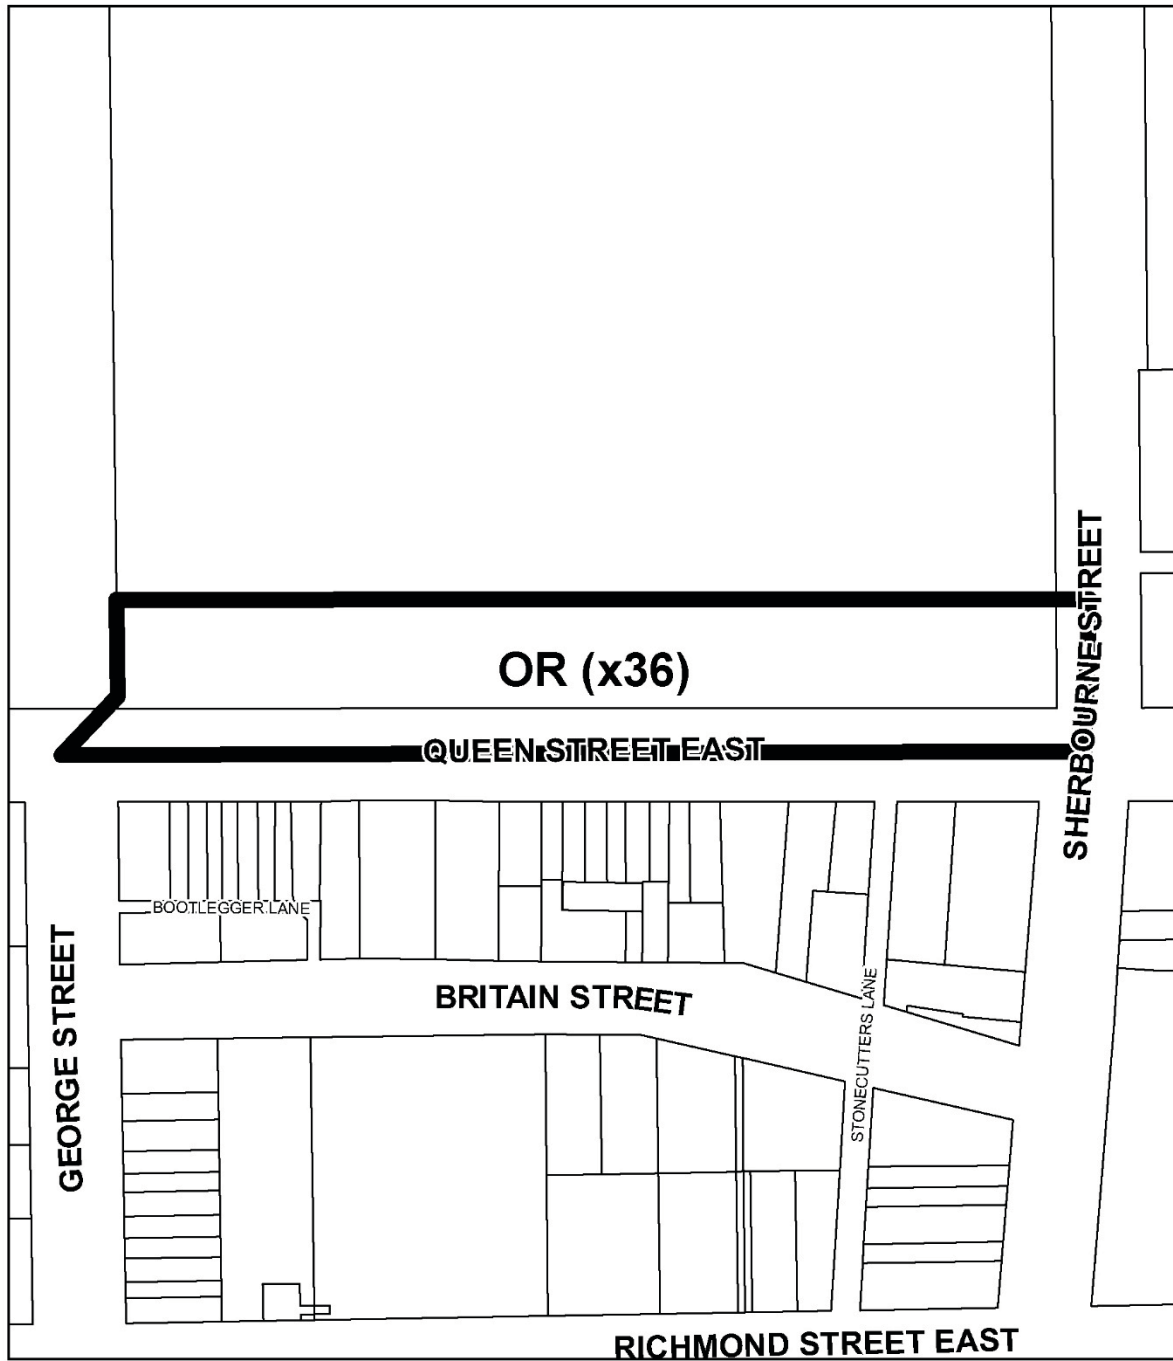 OR (x36)
QUEEN STREET EAST
SHERBOURNE STREET
BOOTLEGGER LANE
GEORGE STREET
BRITAIN STREET
STONECUTTERS LANE
RICHMOND STREET EAST